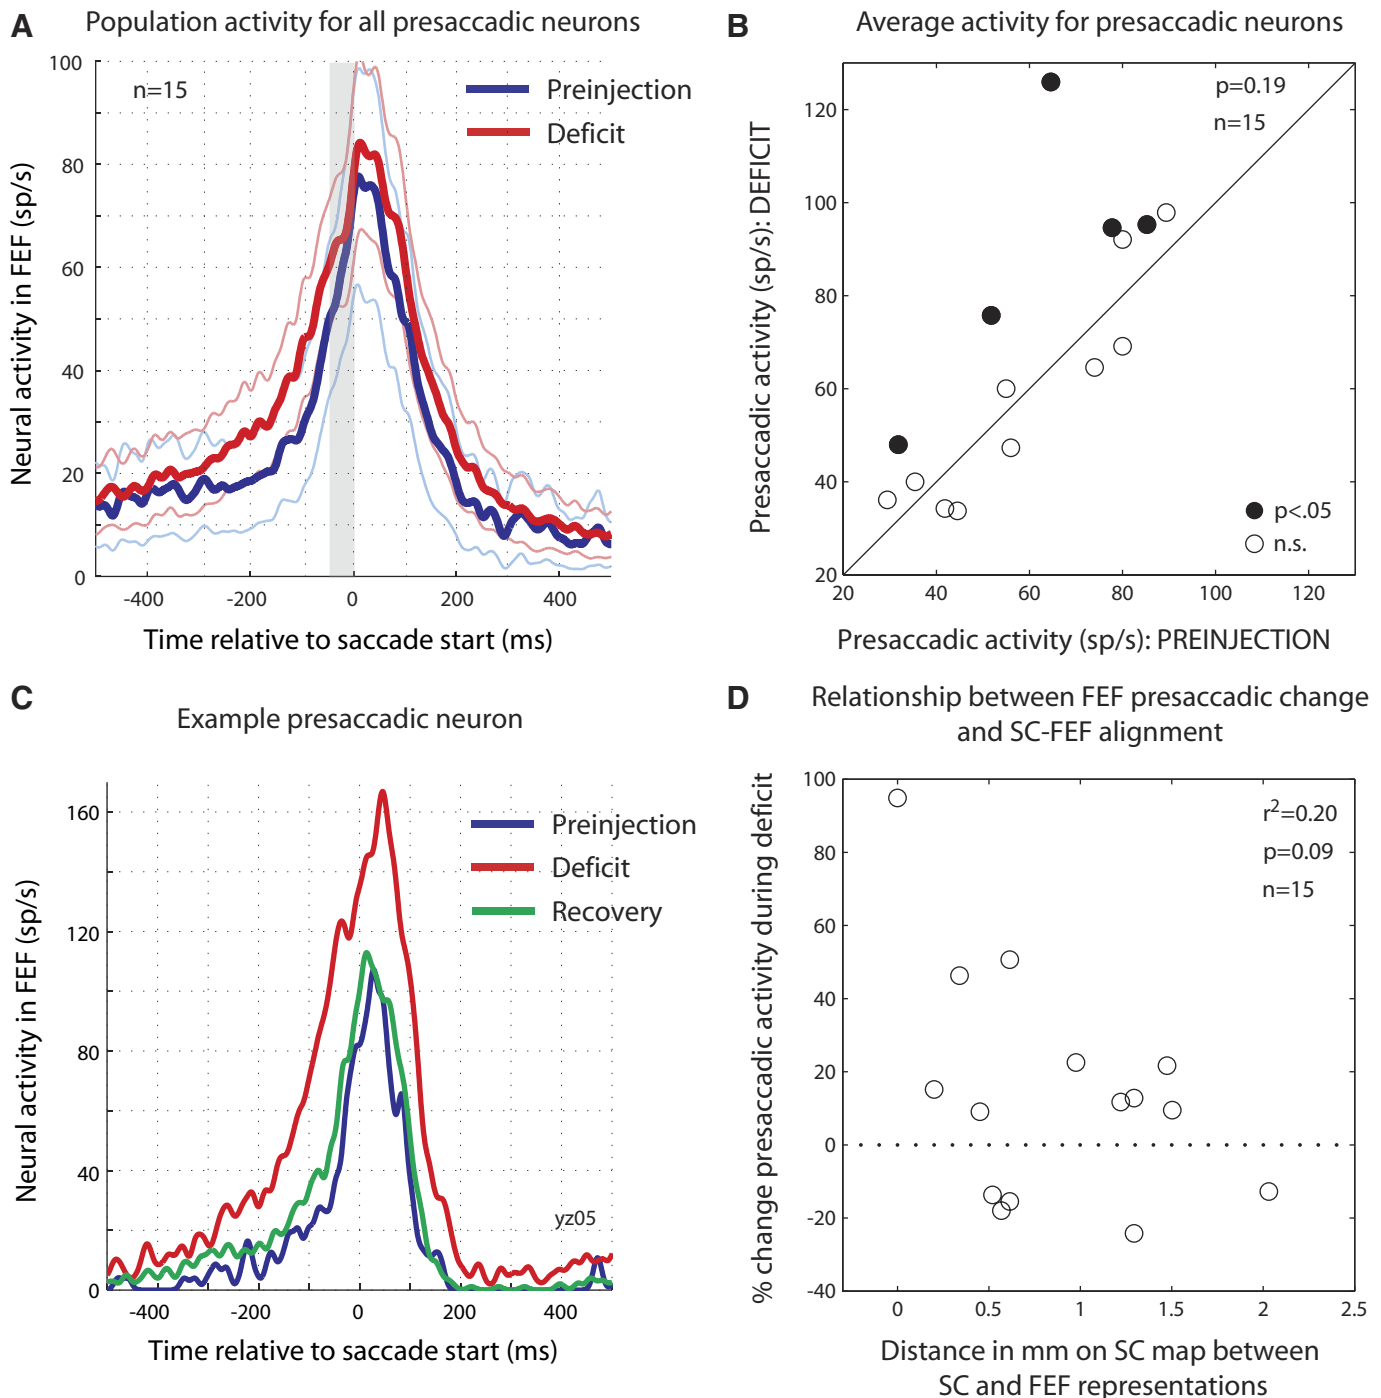 A
Population activity for all presaccadic neurons
100
80
60
40
20
0
n=15
Preinjection
Deficit
Neural activity in FEF (sp/s)
-400 -200 0 200 400
Time relative to saccade start (ms)
B
Average activity for presaccadic neurons
120
100
80
60
40
20
p=0.19
n=15
p<.05
n.s.
Presaccadic activity (sp/s): DEFICIT
20 40 60 80 100 120
Presaccadic activity (sp/s): PREINJECTION
C
Example presaccadic neuron
160
120
80
40
0
Preinjection
Deficit
Recovery
yz05
Neural activity in FEF (sp/s)
-400 -200 0 200 400
Time relative to saccade start (ms)
D
Relationship between FEF presaccadic change
and SC-FEF alignment
100
80
60
40
20
0
-20
-40
r²=0.20
p=0.09
n=15
% change presaccadic activity during deficit
0 0.5 1 1.5 2 2.5
Distance in mm on SC map between
SC and FEF representations